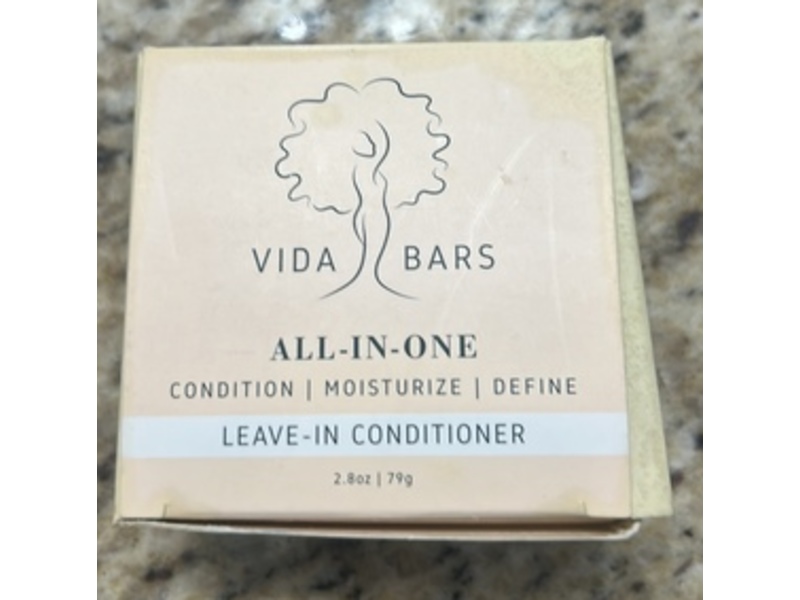 VIDA BARS
ALL-IN-ONE
CONDITION | MOISTURIZE | DEFINE
LEAVE-IN CONDITIONER
2.8oz | 79g